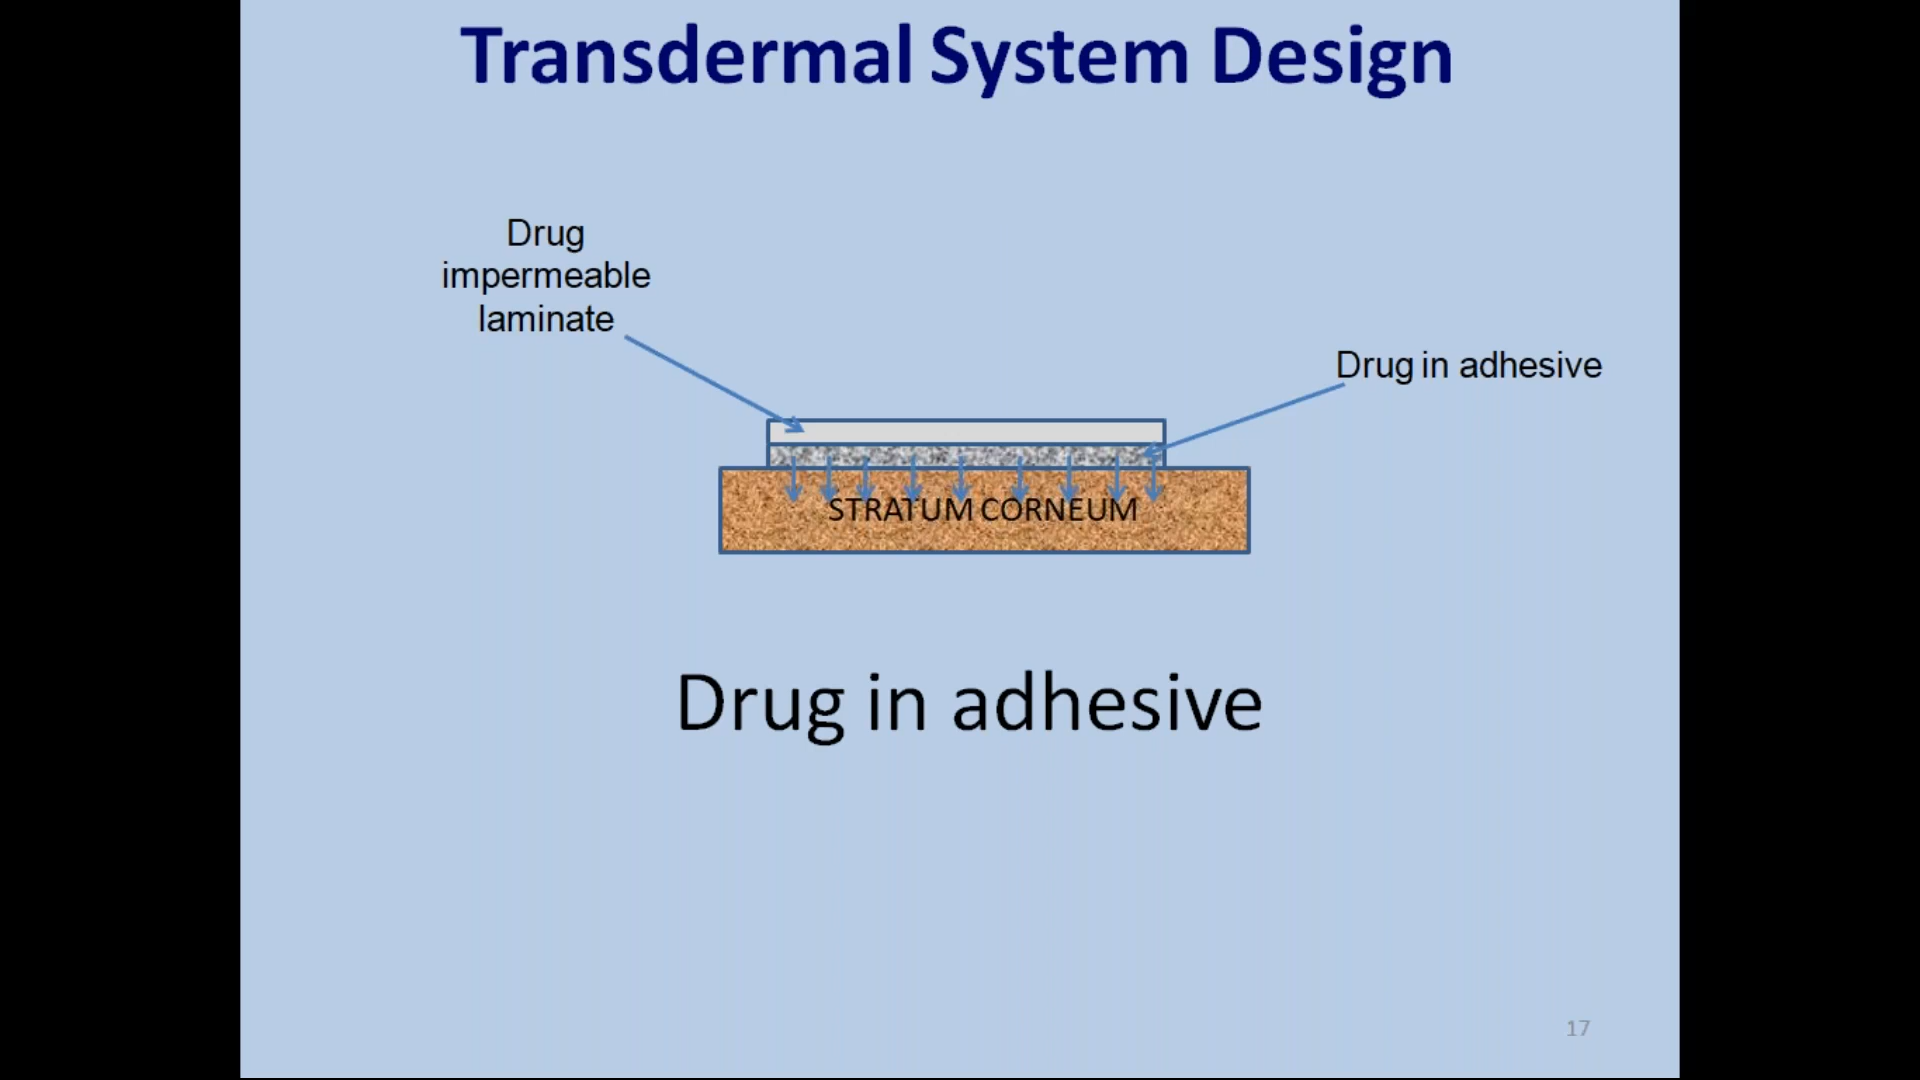 Transdermal System Design
Drug
impermeable
laminate
Drug in adhesive
STRATUM CORNEUM
Drug in adhesive
17